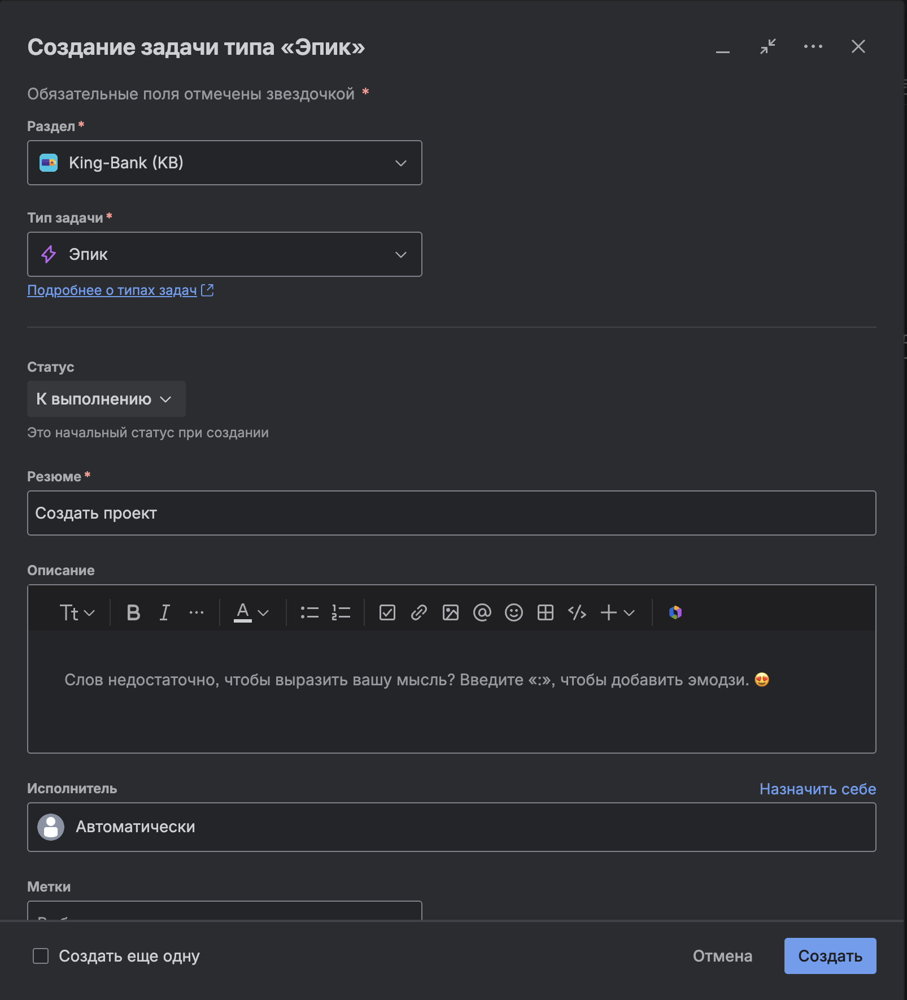 Создание задачи типа «Эпик»
Обязательные поля отмечены звездочкой *
Раздел *
King-Bank (KB)
Тип задачи *
Эпик
Подробнее о типах задач
Статус
К выполнению
Это начальный статус при создании
Резюме *
Создать проект
Описание
Tt B I A
Слов недостаточно, чтобы выразить вашу мысль? Введите «:», чтобы добавить эмодзи. 😍
Исполнитель
Назначить себе
Автоматически
Метки
Создать еще одну
Отмена
Создать